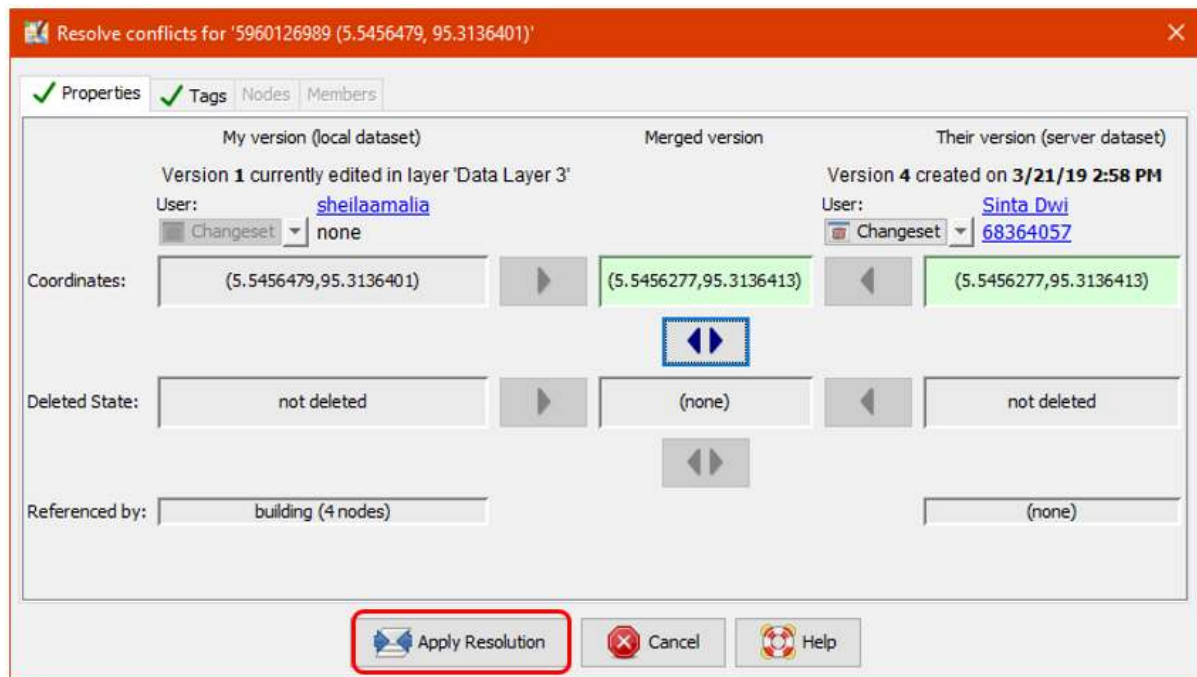 Resolve conflicts for '5960126989 (5.5456479, 95.3136401)'
Properties Tags Nodes Members
My version (local dataset) Merged version Their version (server dataset)
Version 1 currently edited in layer 'Data Layer 3' Version 4 created on 3/21/19 2:58 PM
User: sheilaamalia User: Sinta Dwi
Changeset none Changeset 68364057
Coordinates: (5.5456479,95.3136401) (5.5456277,95.3136413) (5.5456277,95.3136413)
Deleted State: not deleted (none) not deleted
Referenced by: building (4 nodes) (none)
Apply Resolution Cancel Help